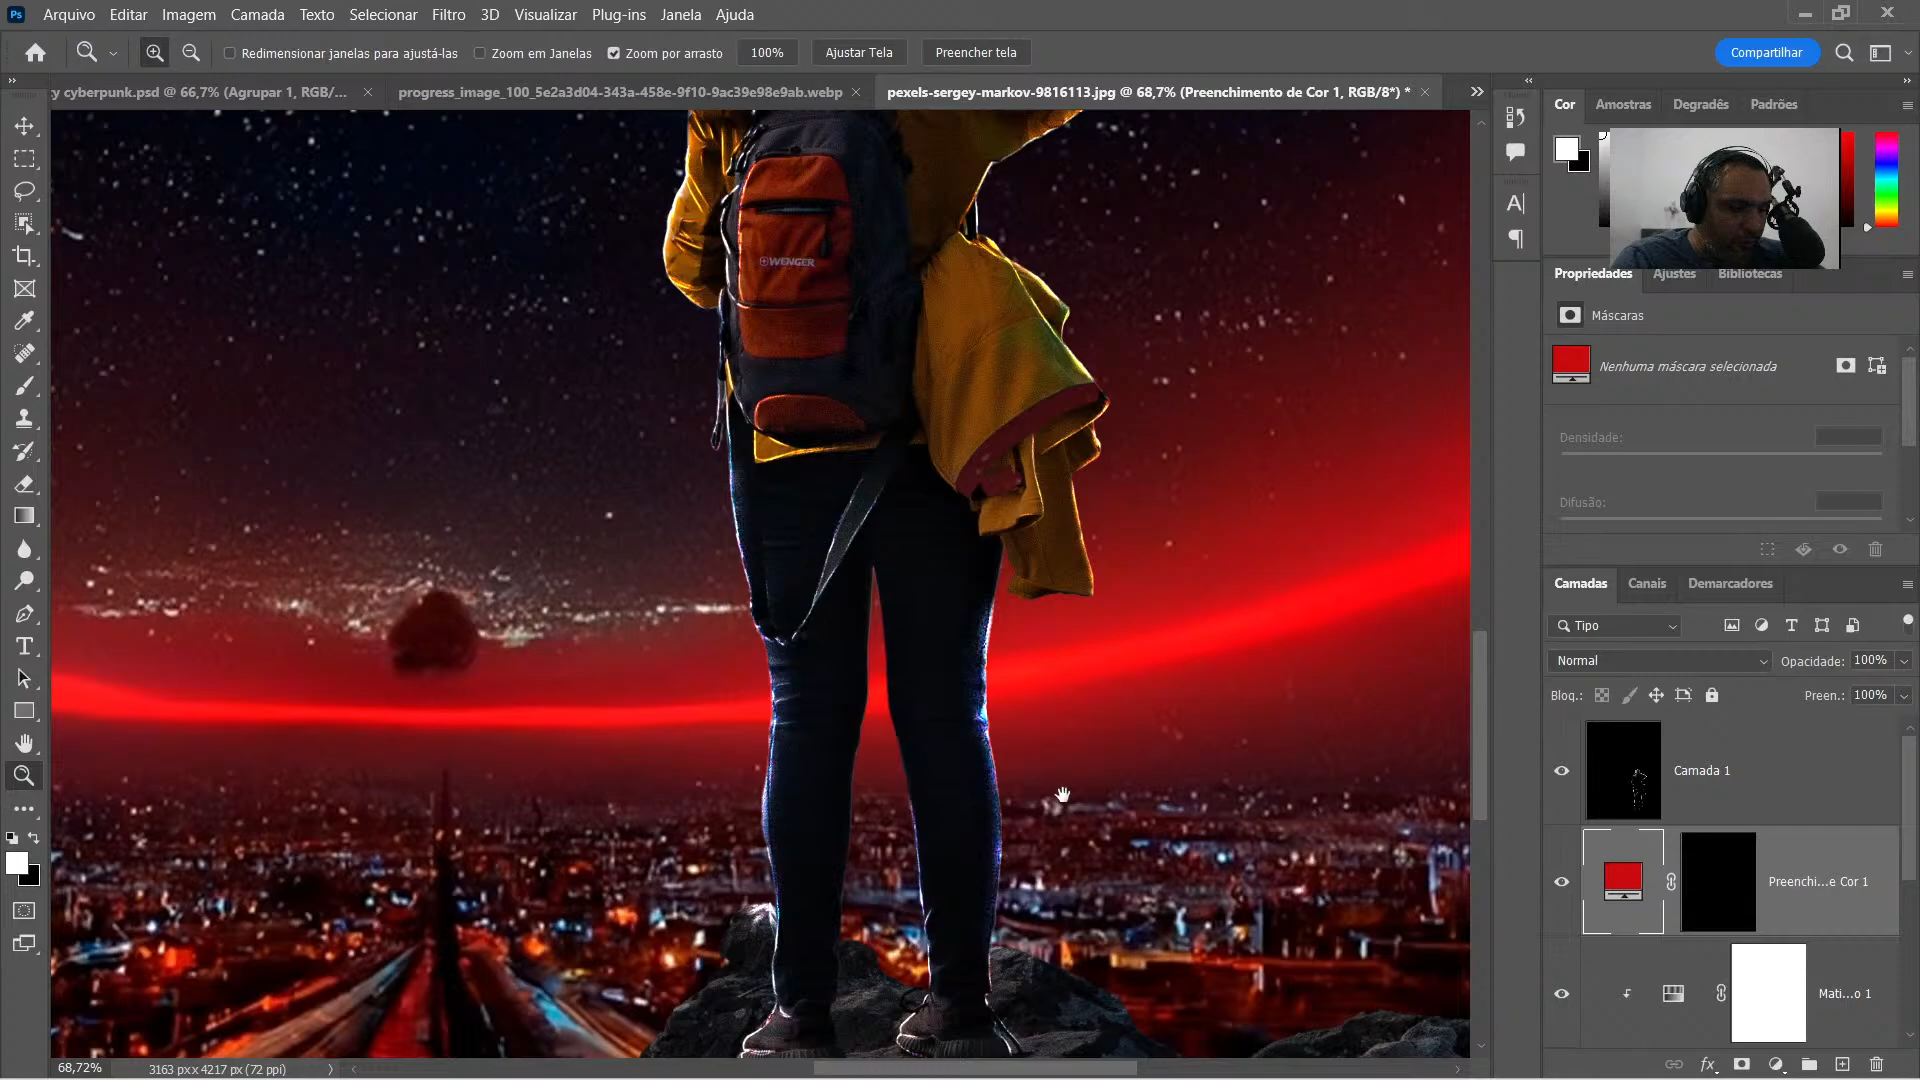 Ps Arquivo Editar Imagem Camada Texto Selecionar Filtro 3D Visualizar Plug-ins Janela Ajuda
Redimensionar janelas para ajustá-las Zoom em Janelas Zoom por arrasto 100% Ajustar Tela Preencher tela Compartilhar
y cyberpunk.psd @ 66,7% (Agrupar 1, RGB/... progress_image_100_5e2a3d04-343a-458e-9f10-9ac39e98e9ab.webp pexels-sergey-markov-9816113.jpg @ 68,7% (Preenchimento de Cor 1, RGB/8*) *
Cor Amostras Degradês Padrões
WENGER
Propriedades Ajustes Bibliotecas
Máscaras
Nenhuma máscara selecionada
Densidade:
Difusão:
Camadas Canais Demarcadores
Tipo
Normal Opacidade: 100%
Bloq.: Preen.: 100%
Camada 1
Preenchi...e Cor 1
Mati...o 1
68,72% 3163 px x 4217 px (72 ppi)